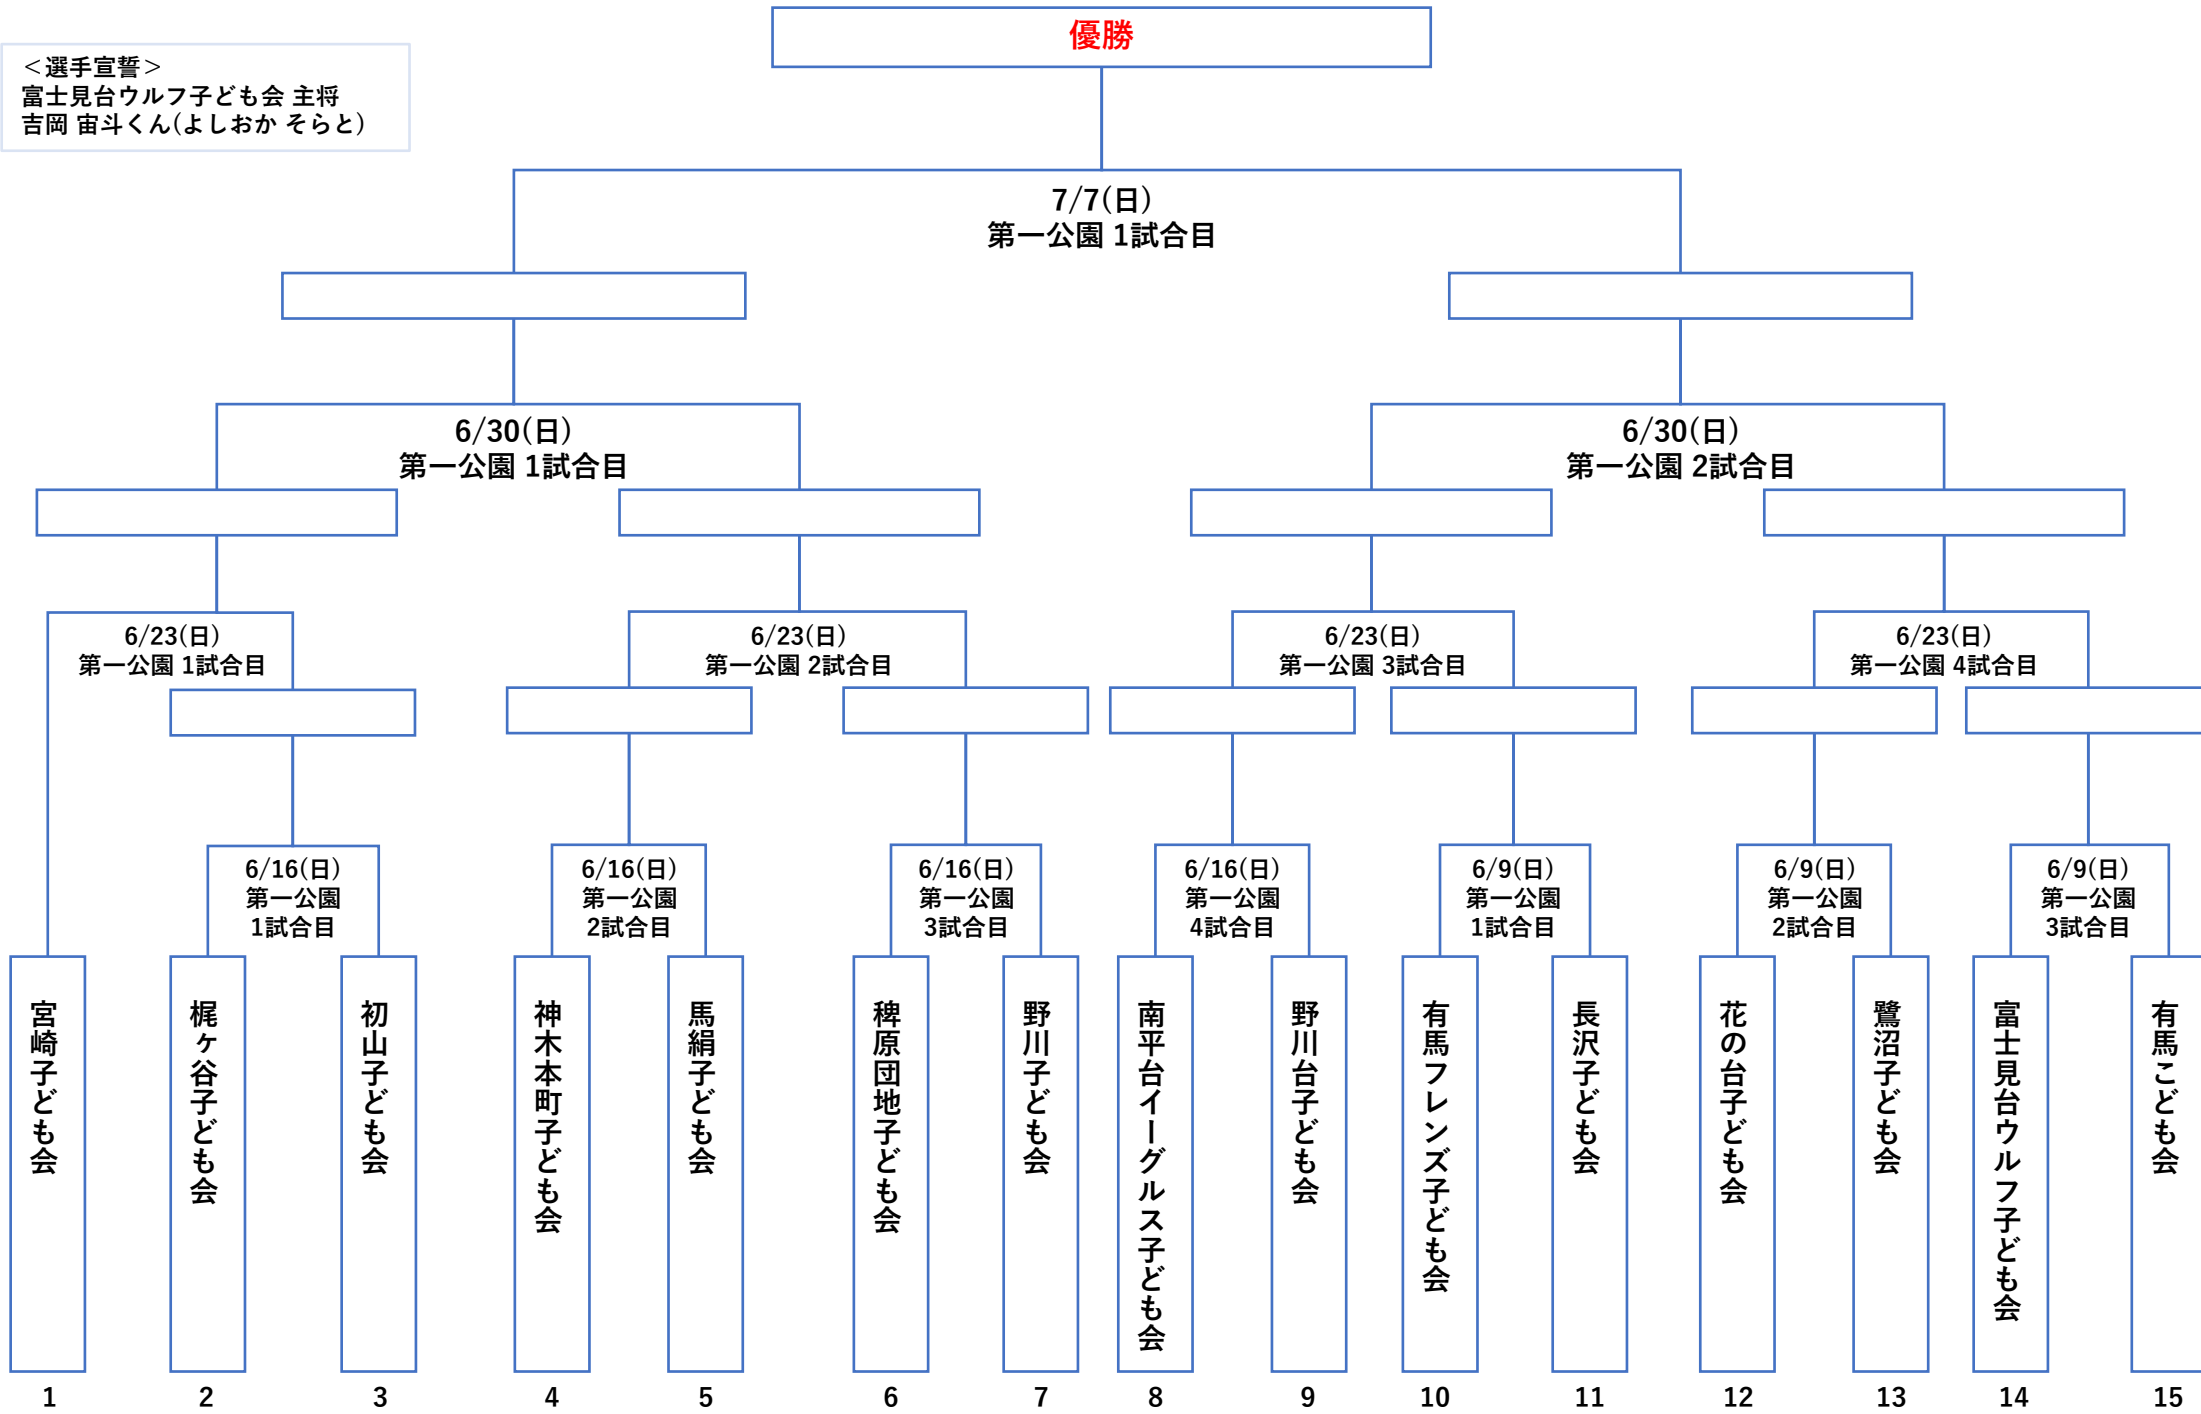 優勝
＜選手宣誓＞
富士見台ウルフ子ども会 主将
吉岡 宙斗くん(よしおか そらと)
7/7(日)
第一公園 1試合目
6/30(日)
第一公園 1試合目
6/30(日)
第一公園 2試合目
6/23(日)
第一公園 1試合目
6/23(日)
第一公園 2試合目
6/23(日)
第一公園 3試合目
6/23(日)
第一公園 4試合目
6/16(日)
第一公園
1試合目
6/16(日)
第一公園
2試合目
6/16(日)
第一公園
3試合目
6/16(日)
第一公園
4試合目
6/9(日)
第一公園
1試合目
6/9(日)
第一公園
2試合目
6/9(日)
第一公園
3試合目
宮崎子ども会
梶ヶ谷子ども会
初山子ども会
神木本町子ども会
馬絹子ども会
稗原団地子ども会
野川子ども会
南平台イーグルス子ども会
野川台子ども会
有馬フレンズ子ども会
長沢子ども会
花の台子ども会
鷺沼子ども会
富士見台ウルフ子ども会
有馬こども会
1 2 3 4 5 6 7 8 9 10 11 12 13 14 15